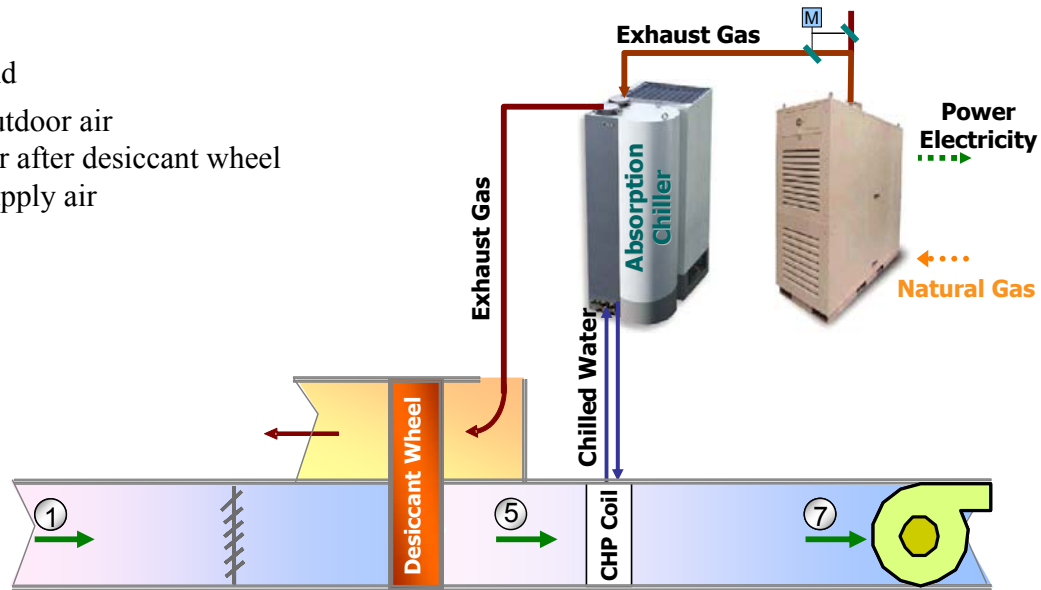 M
Exhaust Gas
Power
Electricity
Natural Gas
Absorption
Chiller
Exhaust Gas
Chilled Water
utdoor air
r after desiccant wheel
pply air
Desiccant Wheel
CHP Coil
1
5
7